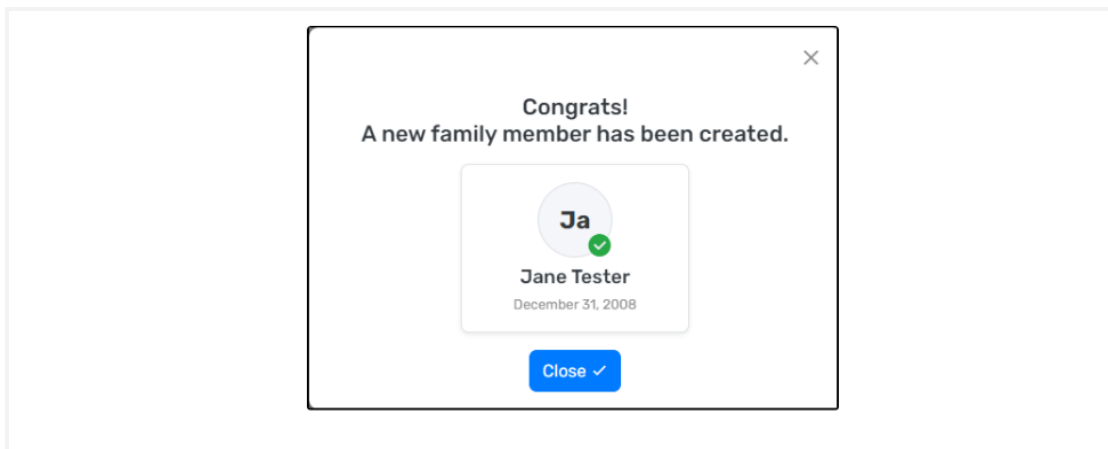 Congrats!
A new family member has been created.
Ja
Jane Tester
December 31, 2008
Close